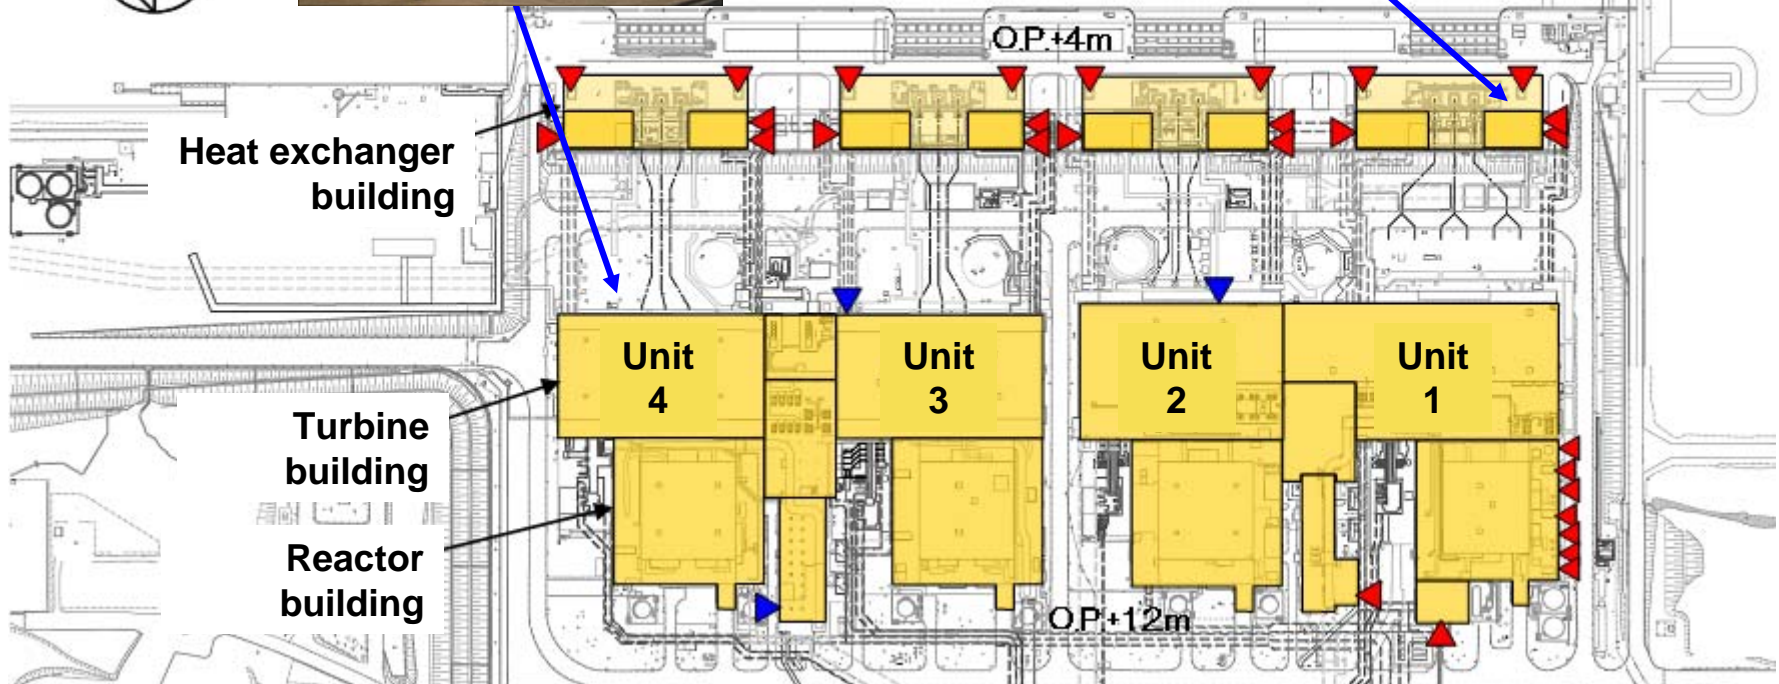 O.P.+4m
Heat exchanger
building
Unit
4
Unit
3
Unit
2
Unit
1
Turbine
building
Reactor
building
O.P.+12m